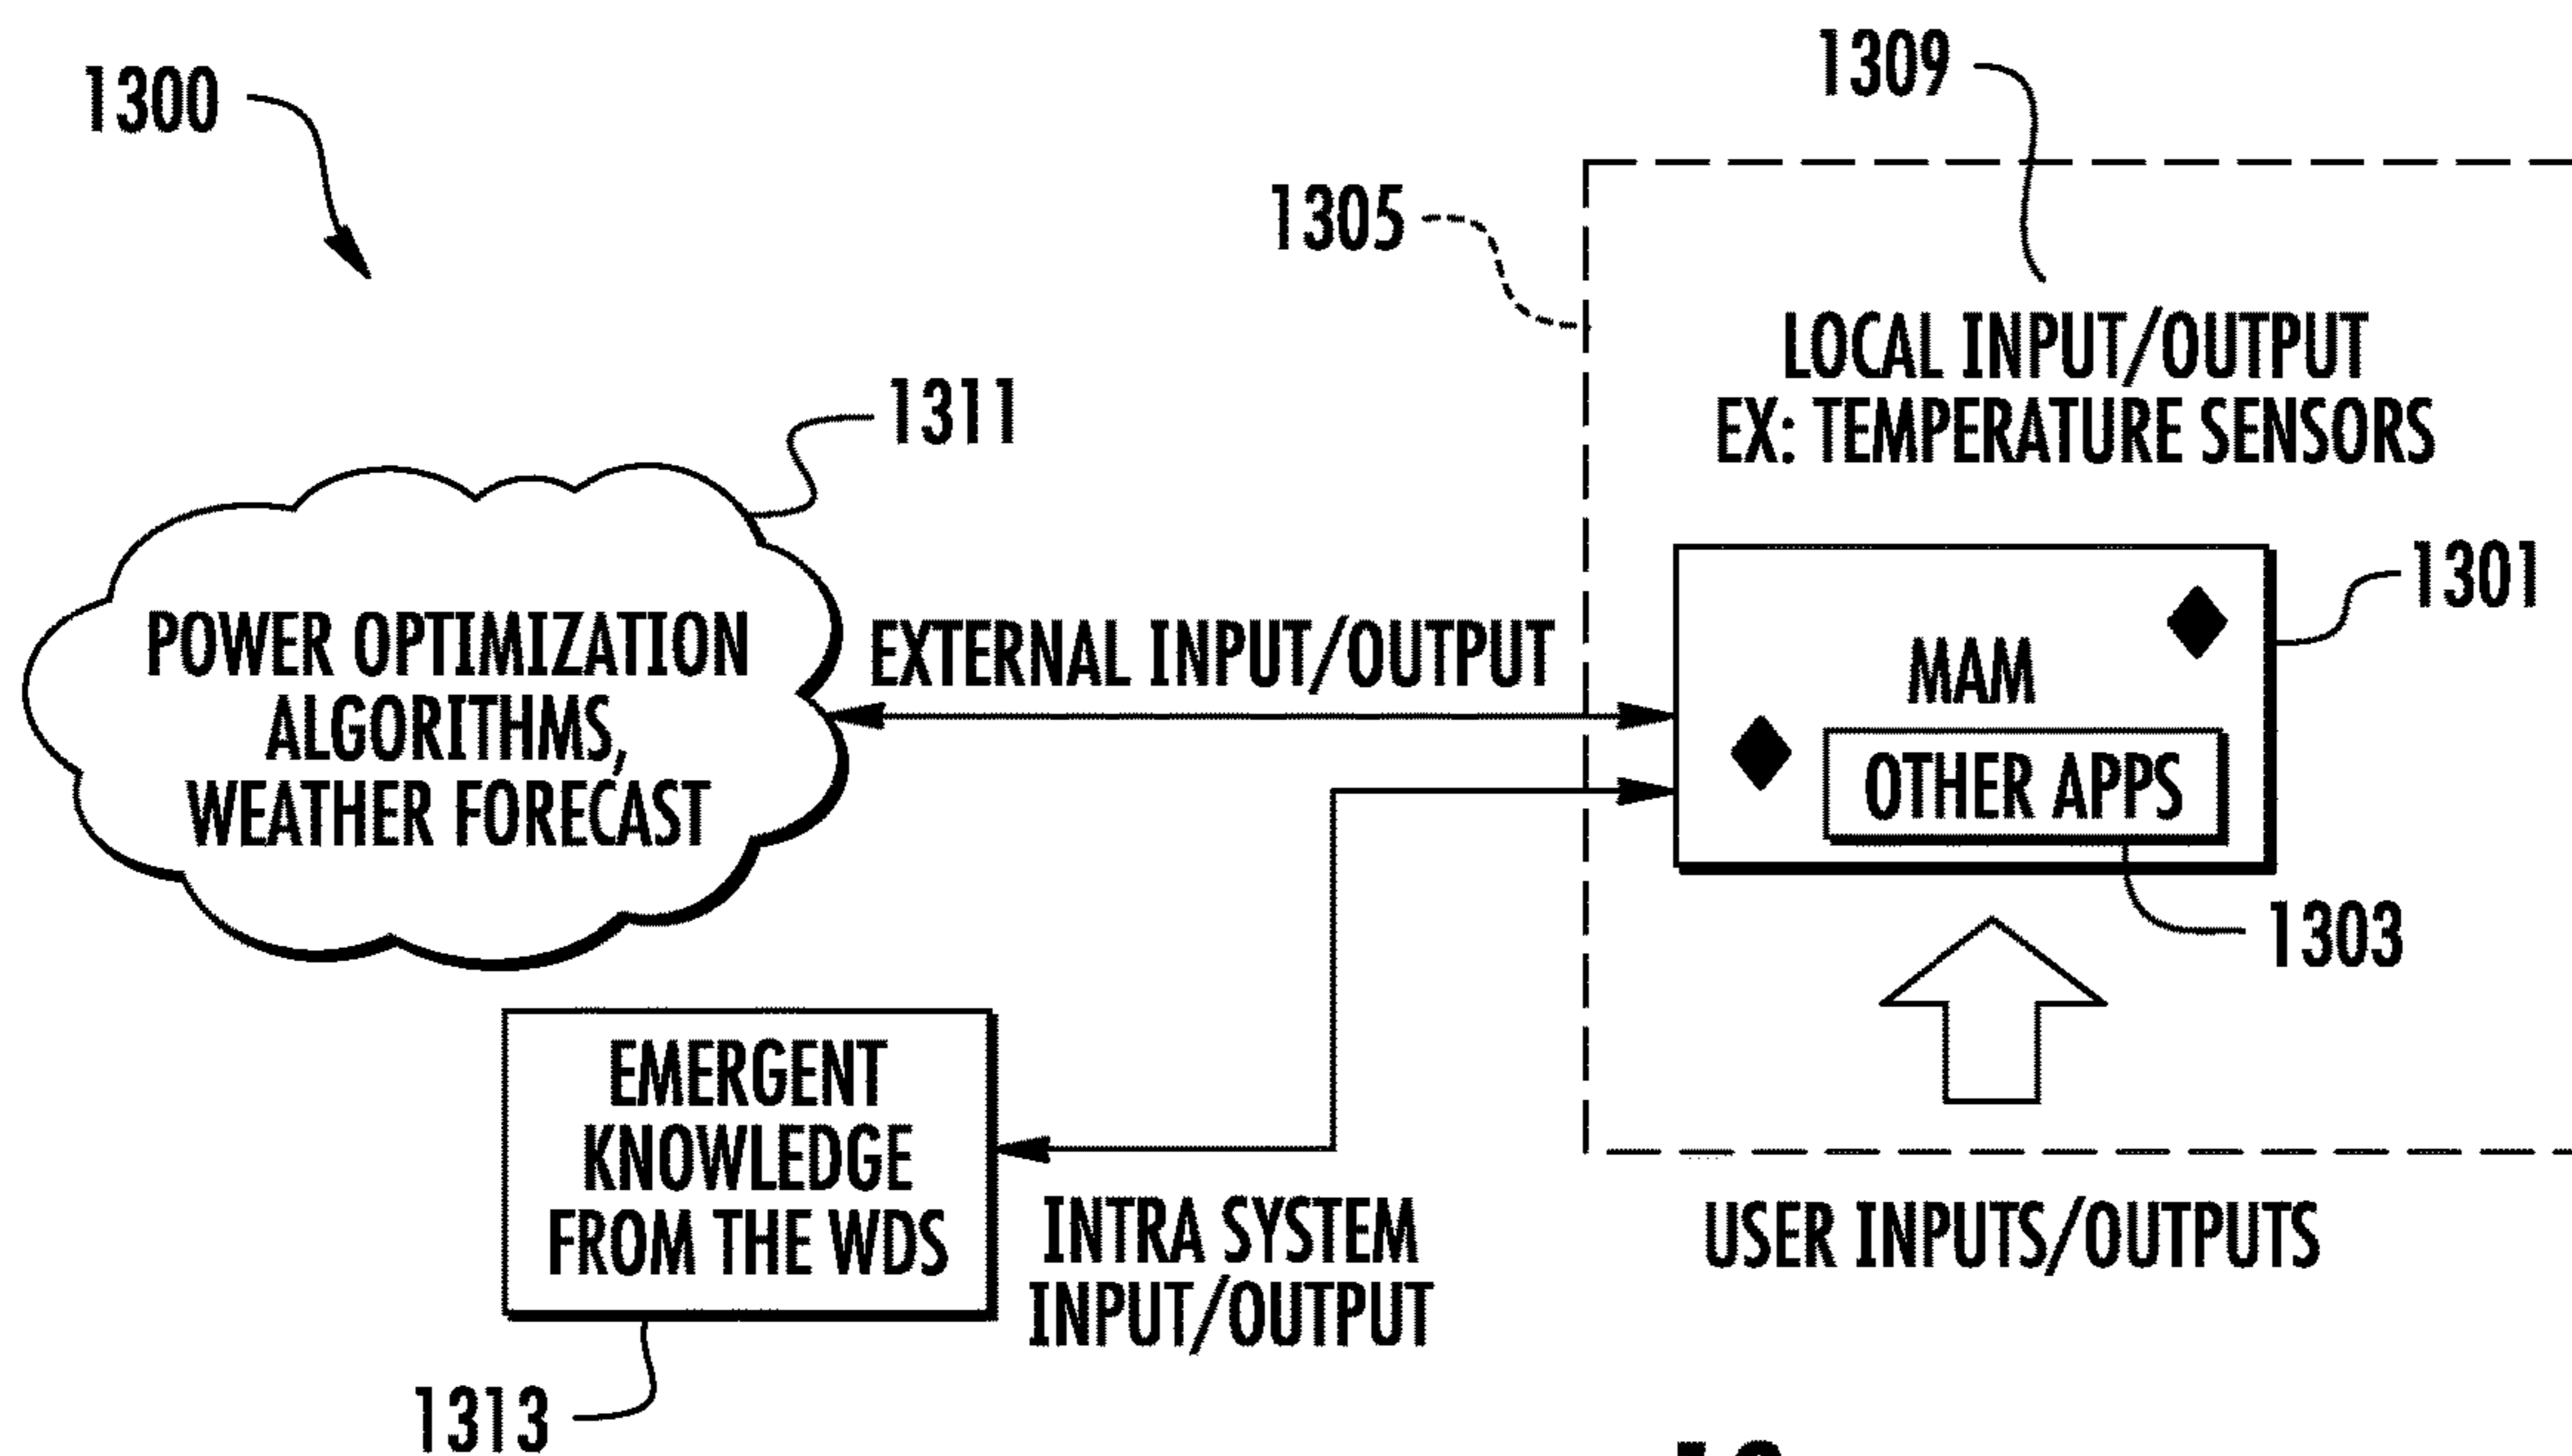 1300
1309
1305
LOCAL INPUT/OUTPUT
EX: TEMPERATURE SENSORS
1311
1301
POWER OPTIMIZATION
ALGORITHMS,
WEATHER FORECAST
EXTERNAL INPUT/OUTPUT
MAM
OTHER APPS
1303
EMERGENT
KNOWLEDGE
FROM THE WDS
INTRA SYSTEM
INPUT/OUTPUT
USER INPUTS/OUTPUTS
1313